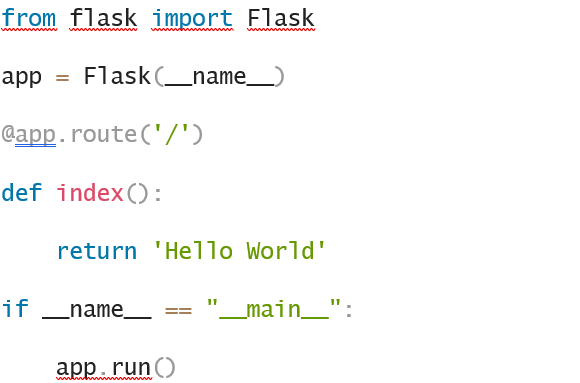 from flask import Flask
app = Flask(__name__)
@app.route('/')
def index():
    return 'Hello World'
if __name__ == "__main__":
    app.run()